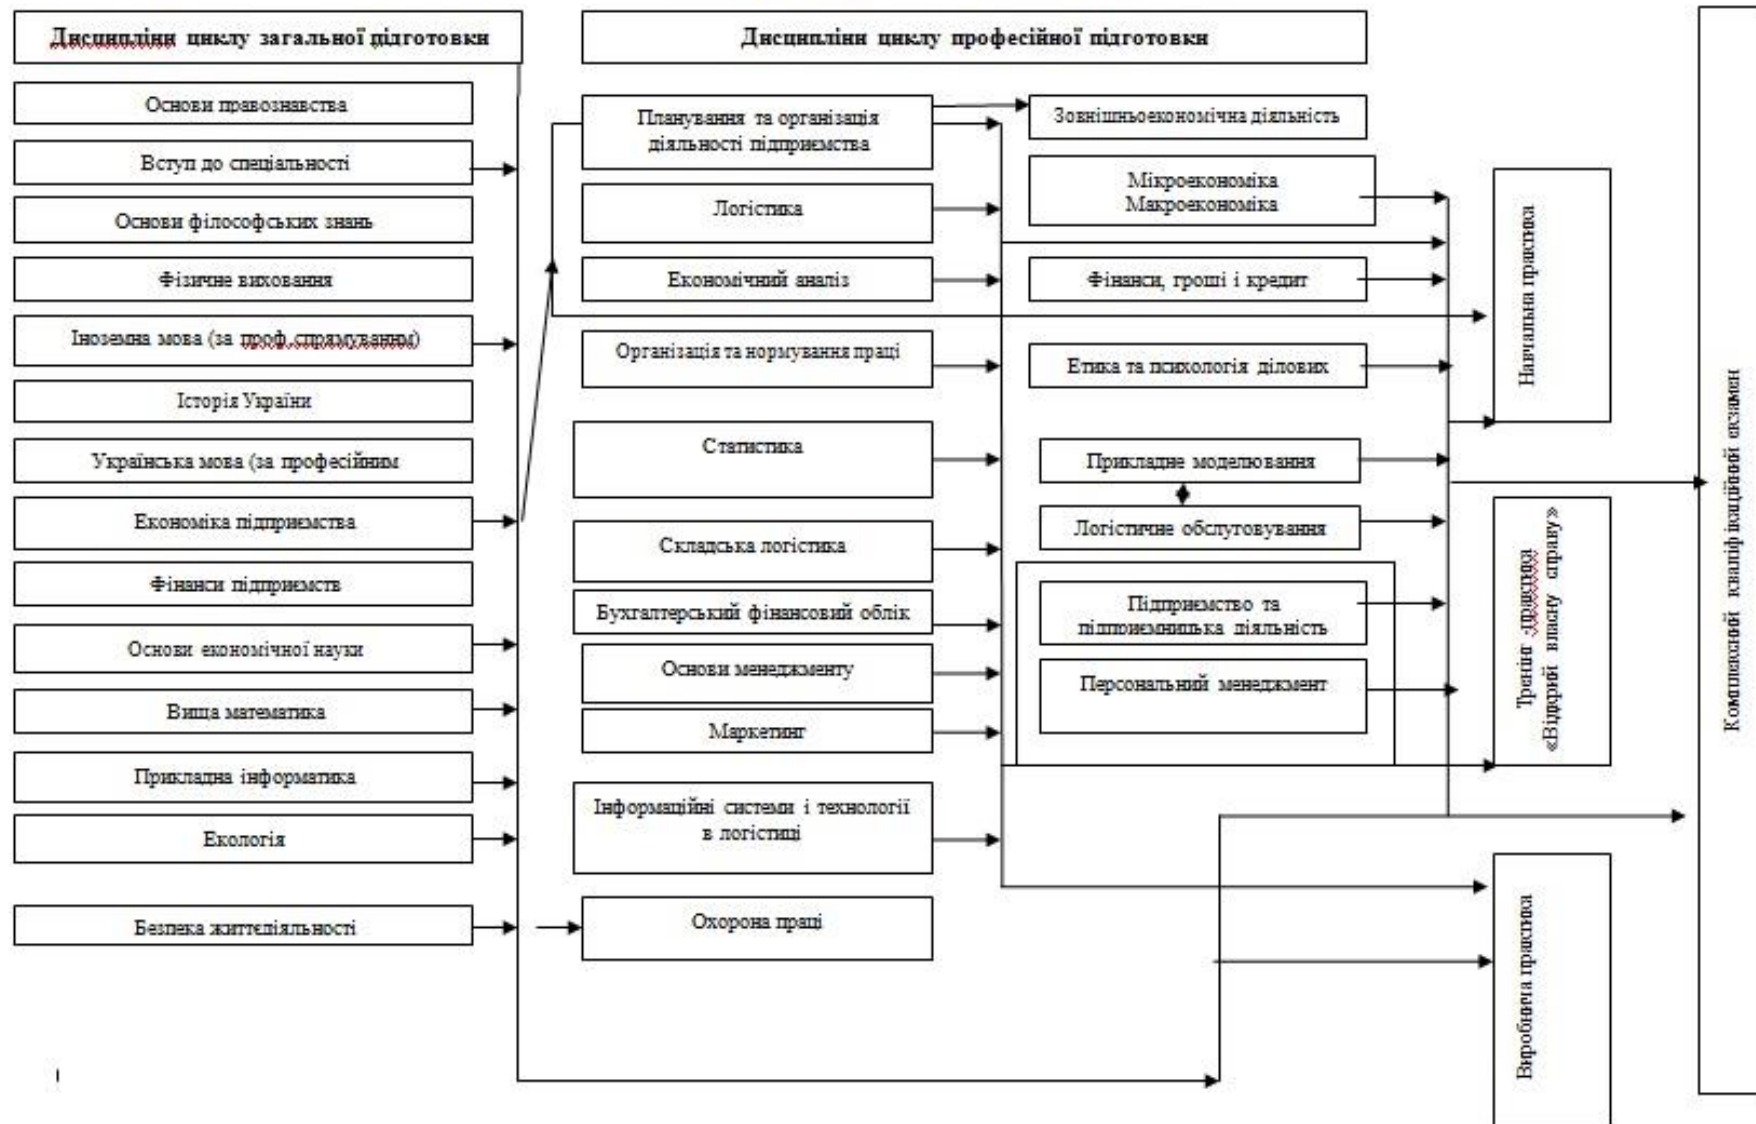 Дисципліни циклу загальної підготовки
Дисципліни циклу професійної підготовки
Основи правознавства
Вступ до спеціальності
Основи філософських знань
Фізичне виховання
Іноземна мова (за проф.спрямуванням)
Історія України
Українська мова (за професійним
Економіка підприємства
Фінанси підприємств
Основи економічної науки
Вища математика
Прикладна інформатика
Екологія
Безпека життєдіяльності
Планування та організація
діяльності підприємства
Логістика
Економічний аналіз
Організація та нормування праці
Статистика
Складська логістика
Бухгалтерський фінансовий облік
Основи менеджменту
Маркетинг
Інформаційні системи і технології
в логістиці
Охорона праці
Зовнішньоекономічна діяльність
Мікроекономіка
Макроекономіка
Фінанси, гроші і кредит
Етика та психологія ділових
Прикладне моделювання
Логістичне обслуговування
Підприємство та
підприємницька діяльність
Персональний менеджмент
Навчальна практика
Тренінг -практика
«Відкрий власну справу»
Виробнича практика
Комплексний кваліфікаційний екзамен